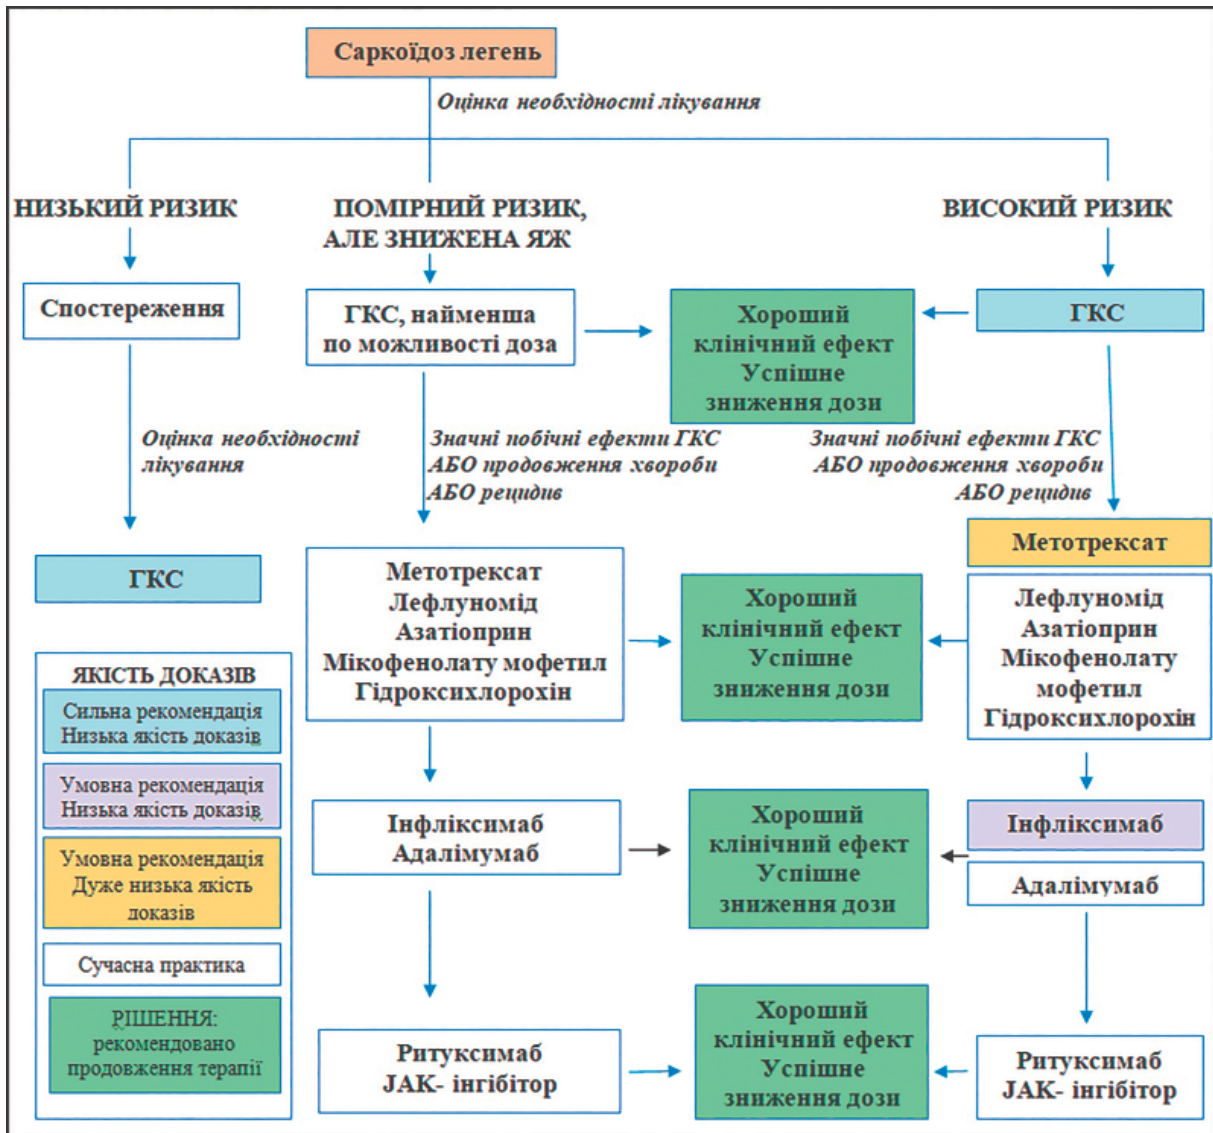 Саркоїдоз легень
Оцінка необхідності лікування
НИЗЬКИЙ РИЗИК
ПОМІРНИЙ РИЗИК,
АЛЕ ЗНИЖЕНА ЯЖ
ВИСОКИЙ РИЗИК
Спостереження
ГКС, найменша
по можливості доза
Хороший
клінічний ефект
Успішне
зниження дози
ГКС
Оцінка необхідності
лікування
Значні побічні ефекти ГКС
АБО продовження хвороби
АБО рецидив
Значні побічні ефекти ГКС
АБО продовження хвороби
АБО рецидив
ГКС
Метотрексат
Лефлуномід
Азатіоприн
Мікофенолату мофетил
Гідроксихлорохін
Хороший
клінічний ефект
Успішне
зниження дози
Метотрексат
Лефлуномід
Азатіоприн
Мікофенолату
мофетил
Гідроксихлорохін
ЯКІСТЬ ДОКАЗІВ
Сильна рекомендація
Низька якість доказів
Умовна рекомендація
Низька якість доказів
Умовна рекомендація
Дуже низька якість
доказів
Сучасна практика
РІШЕННЯ:
рекомендовано
продовження терапії
Інфліксимаб
Адалімумаб
Хороший
клінічний ефект
Успішне
зниження дози
Інфліксимаб
Адалімумаб
Ритуксимаб
JAK- інгібітор
Хороший
клінічний ефект
Успішне
зниження дози
Ритуксимаб
JAK- інгібітор